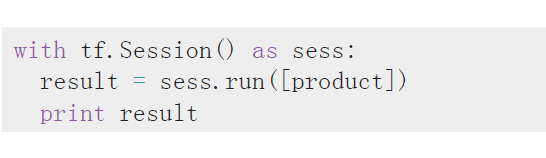 with tf.Session() as sess:
  result = sess.run([product])
  print result